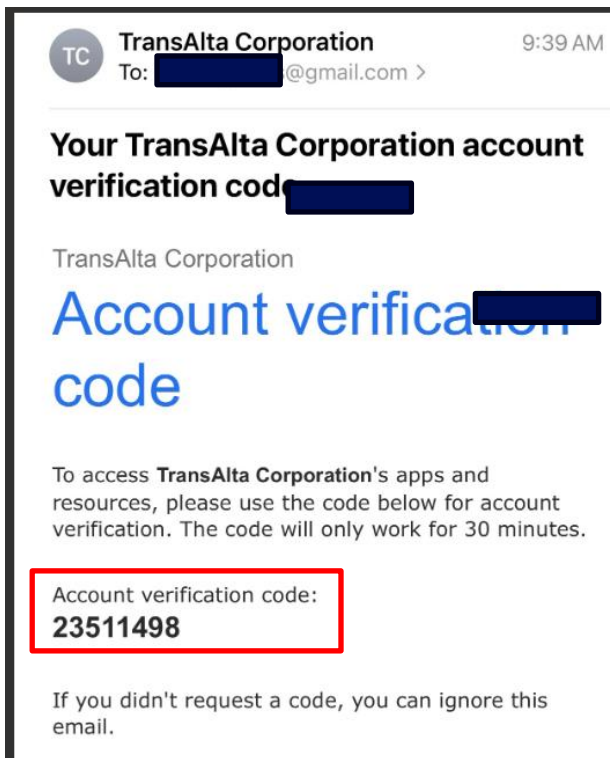 TC
TransAlta Corporation
9:39 AM
To: @gmail.com >
Your TransAlta Corporation account
verification
TransAlta Corporation
Account
code
To access TransAlta Corporation's apps and
resources, please use the code below for account
verification. The code will only work for 30 minutes.
Account verification code:
23511498
If you didn't request a code, you can ignore this
email.